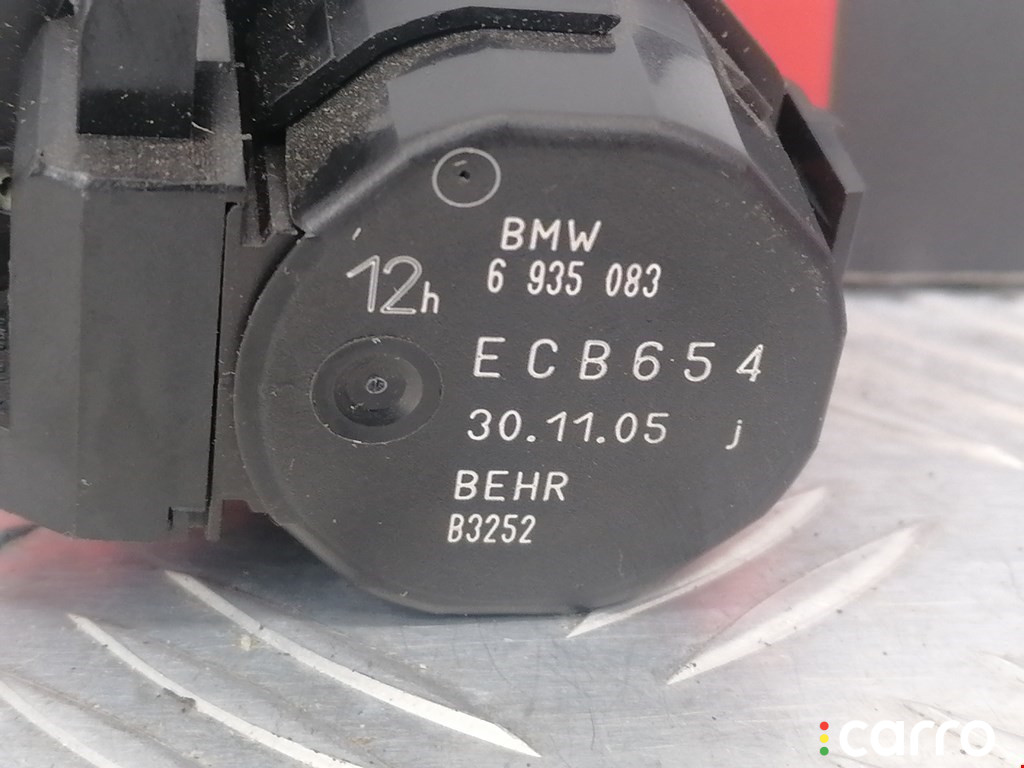 BMW
6 935 083
12h
ECB654
30.11.05 j
BEHR
B3252
carro